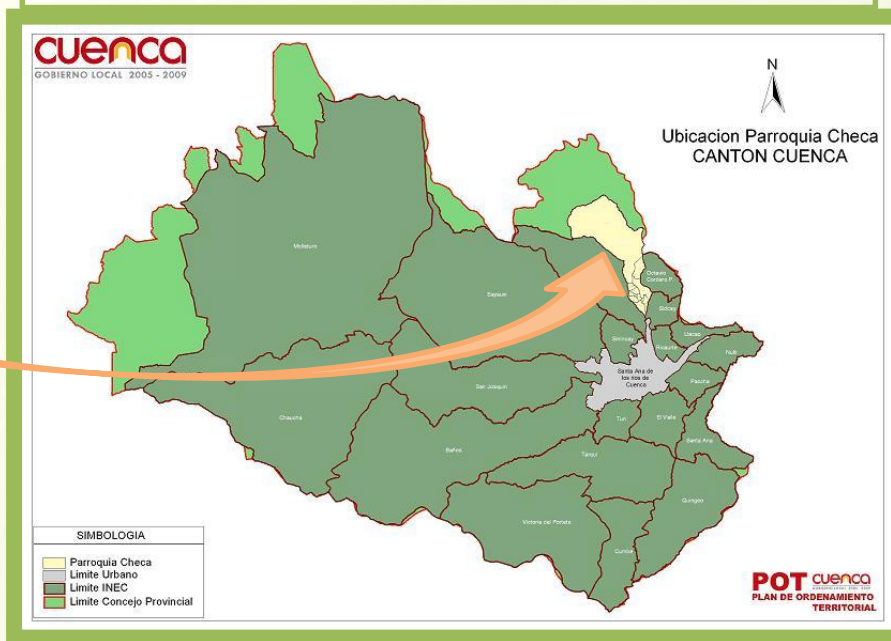 cuenca
GOBIERNO LOCAL 2005 - 2009
N
Ubicacion Parroquia Checa
CANTON CUENCA
Molleturo
Sayausi
Octavio
Cordero P.
Sidcay
Sinincay
Ricaurte
Llacao
Nulti
Santa Ana de
los rios de
Cuenca
Paccha
San Joaquin
Chaucha
Turi
El Valle
Santa Ana
Baños
Tarqui
Quingeo
Victoria del Portete
Cumbe
SIMBOLOGIA
Parroquia Checa
Limite Urbano
Limite INEC
Limite Concejo Provincial
POT cuenca
PLAN DE ORDENAMIENTO
TERRITORIAL